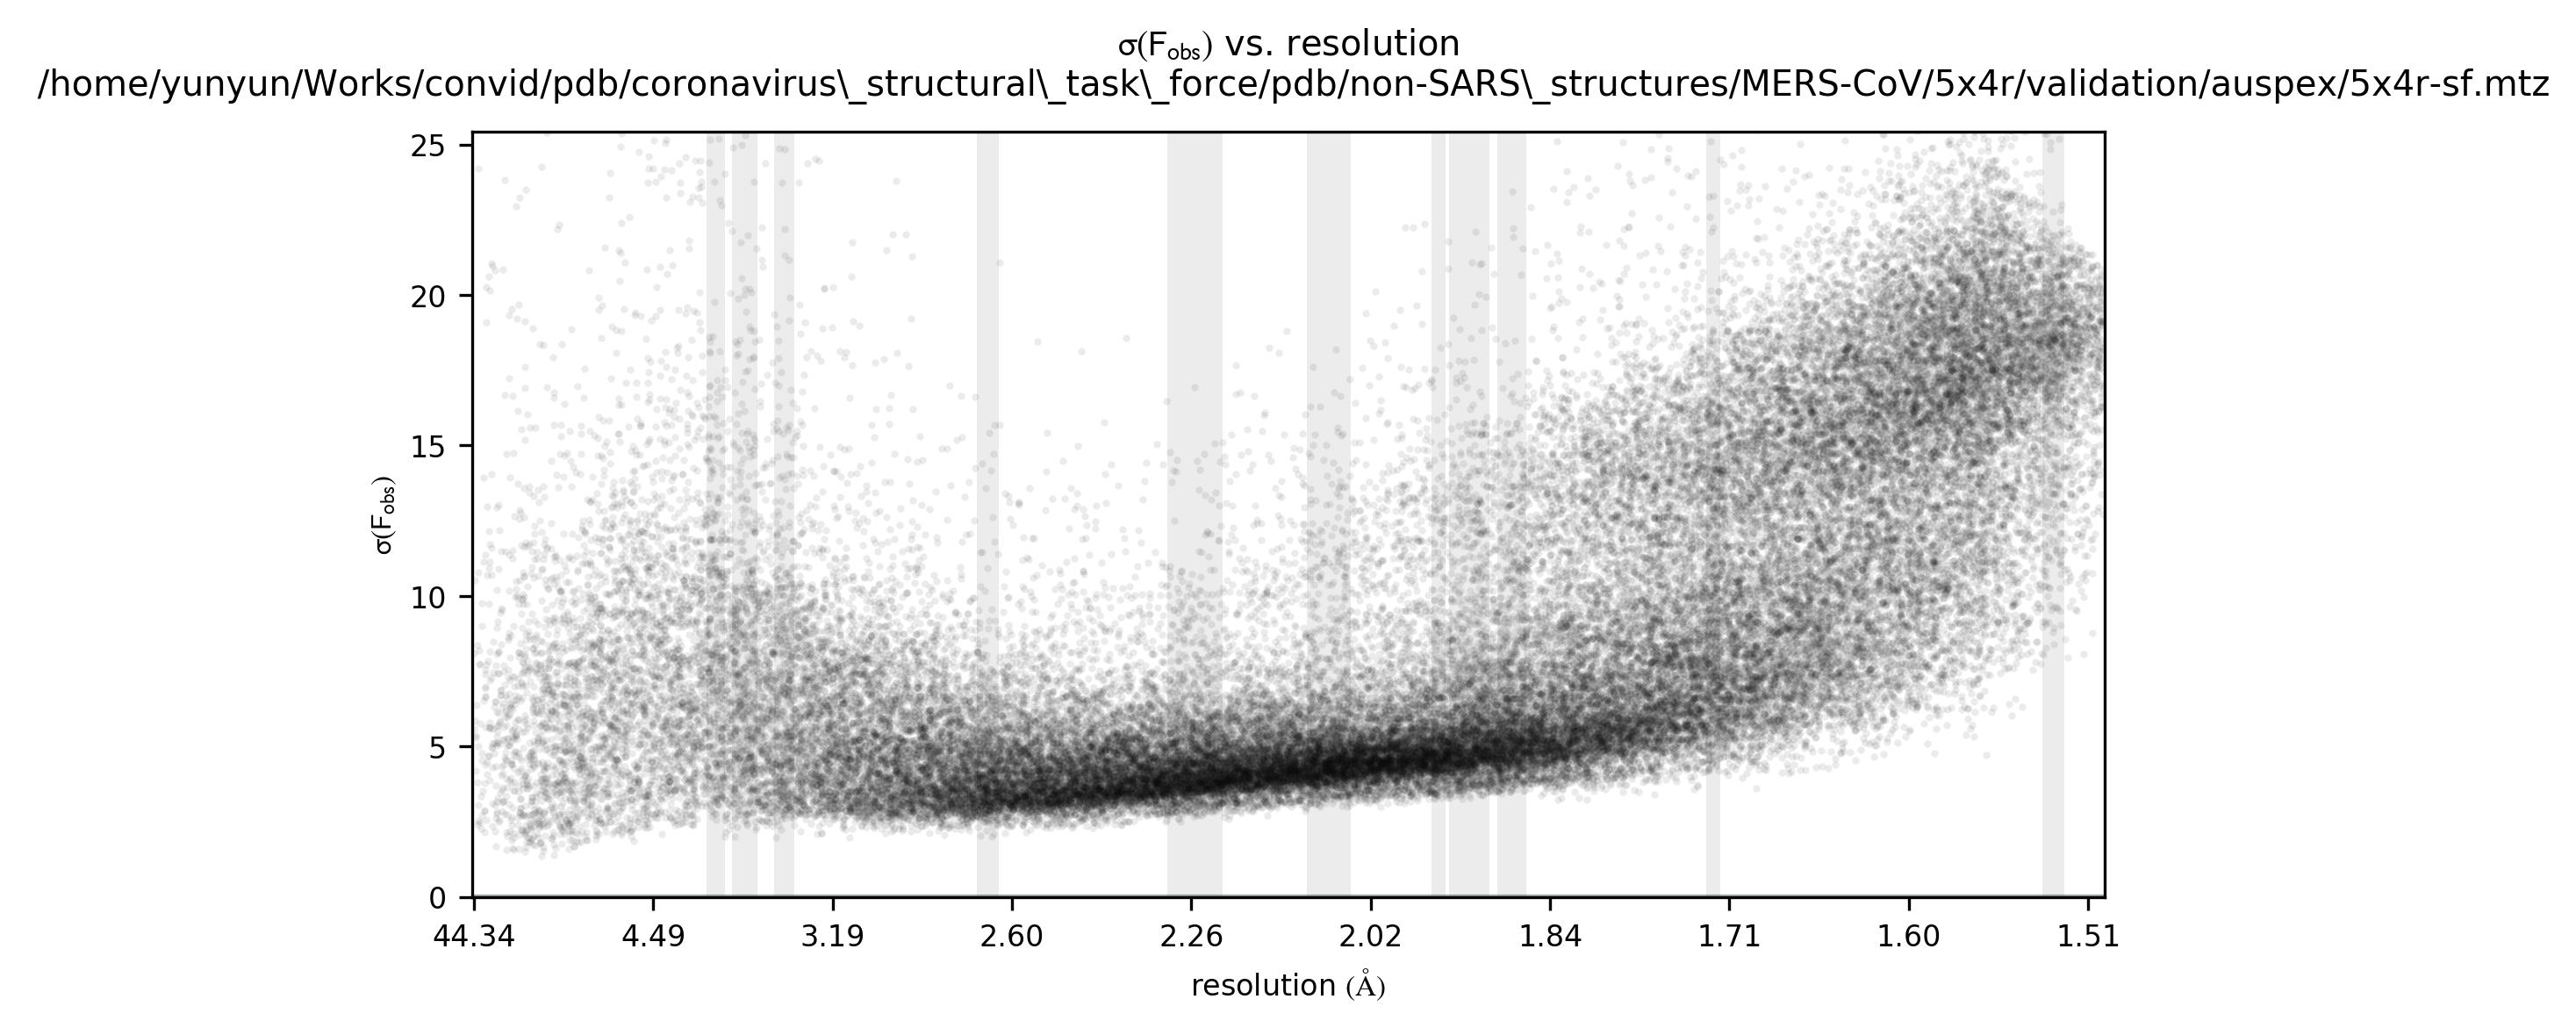 σ(Fobs) vs. resolution
/home/yunyun/Works/convid/pdb/coronavirus\_structural\_task\_force/pdb/non-SARS\_structures/MERS-CoV/5x4r/validation/auspex/5x4r-sf.mtz
25
20
15
10
5
0
σ(Fobs)
44.34 4.49 3.19 2.60 2.26 2.02 1.84 1.71 1.60 1.51
resolution (Å)